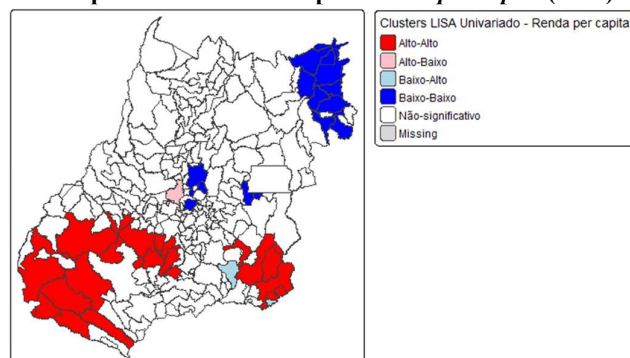 Clusters LISA Univariado - Renda per capita
Alto-Alto
Alto-Baixo
Baixo-Alto
Baixo-Baixo
Não-significativo
Missing